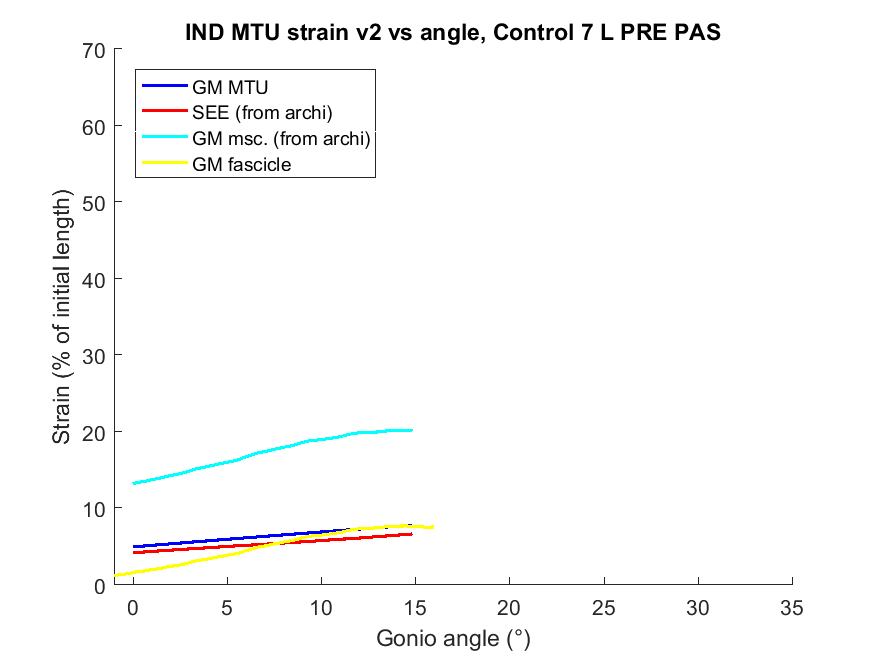 IND MTU strain v2 vs angle, Control 7 L PRE PAS
70
60
50
40
30
20
10
0
Strain (% of initial length)
GM MTU
SEE (from archi)
GM msc. (from archi)
GM fascicle
0 5 10 15 20 25 30 35
Gonio angle (°)